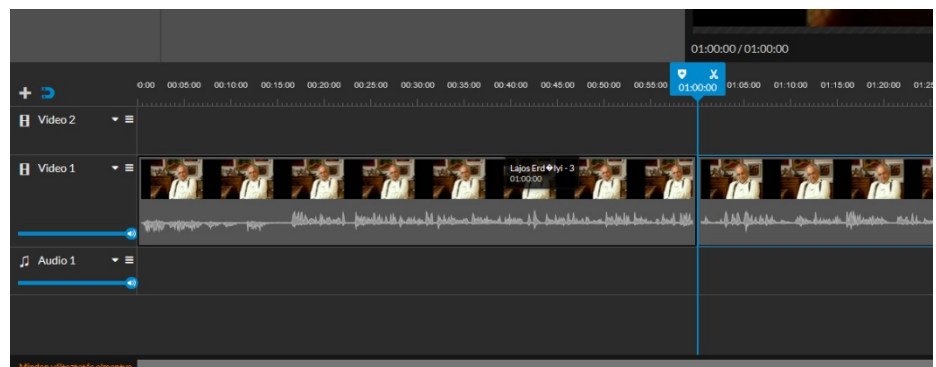 01:00:00 / 01:00:00
0:00 00:05:00 00:10:00 00:15:00 00:20:00 00:25:00 00:30:00 00:35:00 00:40:00 00:45:00 00:50:00 00:55:00 01:00:00 01:05:00 01:10:00 01:15:00 01:20:00 01:25
Video 2
Video 1
Lajos Erd�lyi - 3
01:00:00
Audio 1